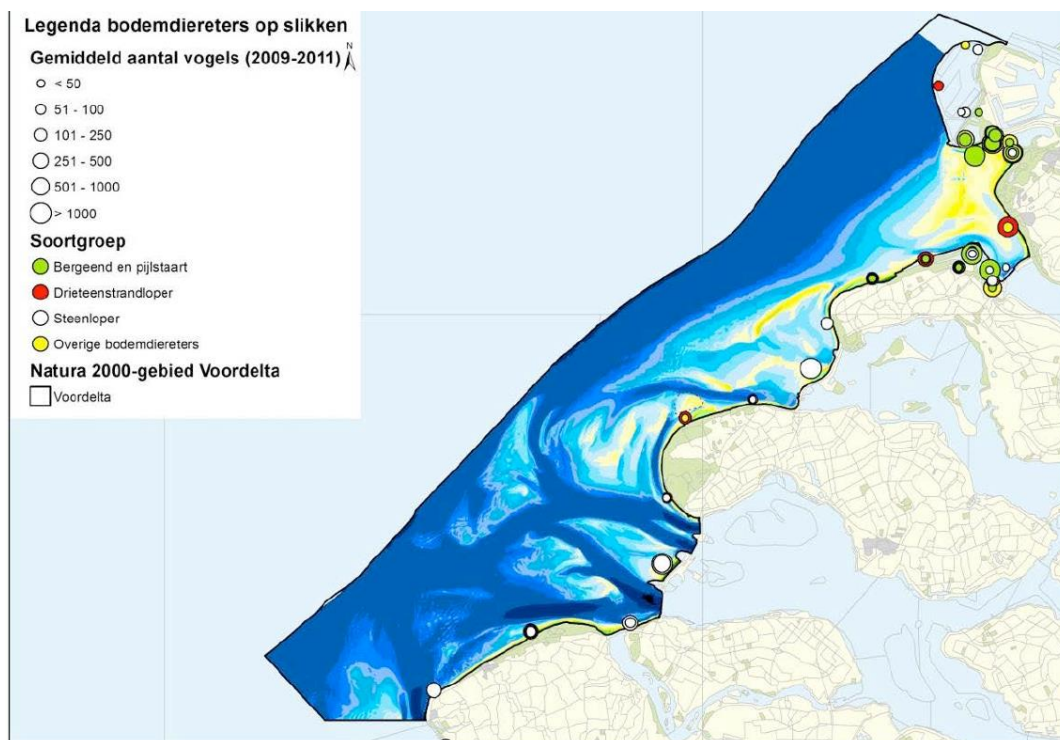 Legenda bodemdiereters op slikken
Gemiddeld aantal vogels (2009-2011)
N
< 50
51 - 100
101 - 250
251 - 500
501 - 1000
> 1000
Soortgroep
Bergeend en pijlstaart
Drieteenstrandloper
Steenloper
Overige bodemdiereters
Natura 2000-gebied Voordelta
Voordelta